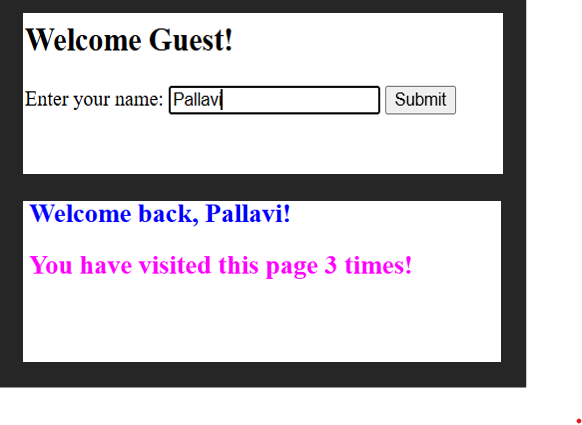 Welcome Guest!
Enter your name: Pallavi Submit
Welcome back, Pallavi!
You have visited this page 3 times!